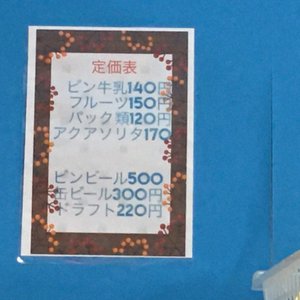 定価表
ビン牛乳140円
フルーツ150円
パック類120円
アクアソリタ170
ビンビール500
缶ビール300円
ドラフト220円